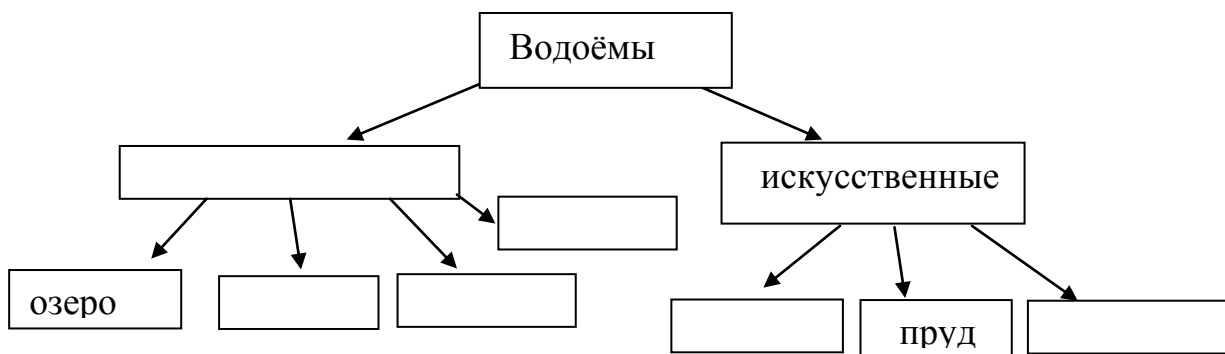 Водоёмы
искусственные
озеро
пруд